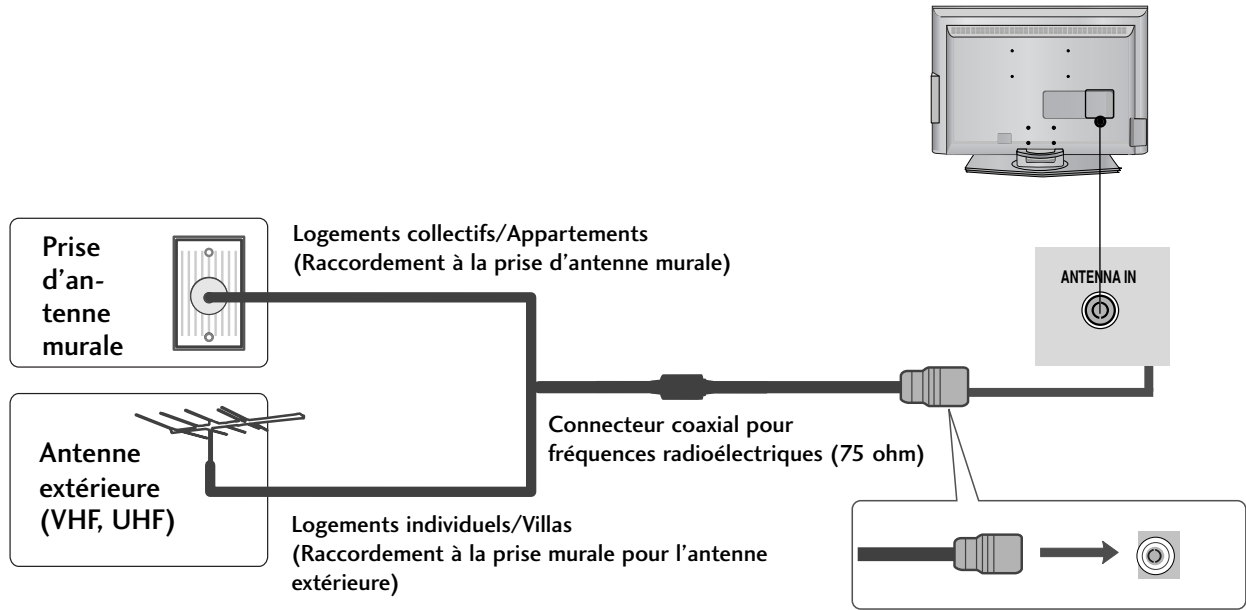 Prise
d'an-
tenne
murale
Logements collectifs/Appartements
(Raccordement à la prise d'antenne murale)
ANTENNA IN
Antenne
extérieure
(VHF, UHF)
Connecteur coaxial pour
fréquences radioélectriques (75 ohm)
Logements individuels/Villas
(Raccordement à la prise murale pour l'antenne
extérieure)